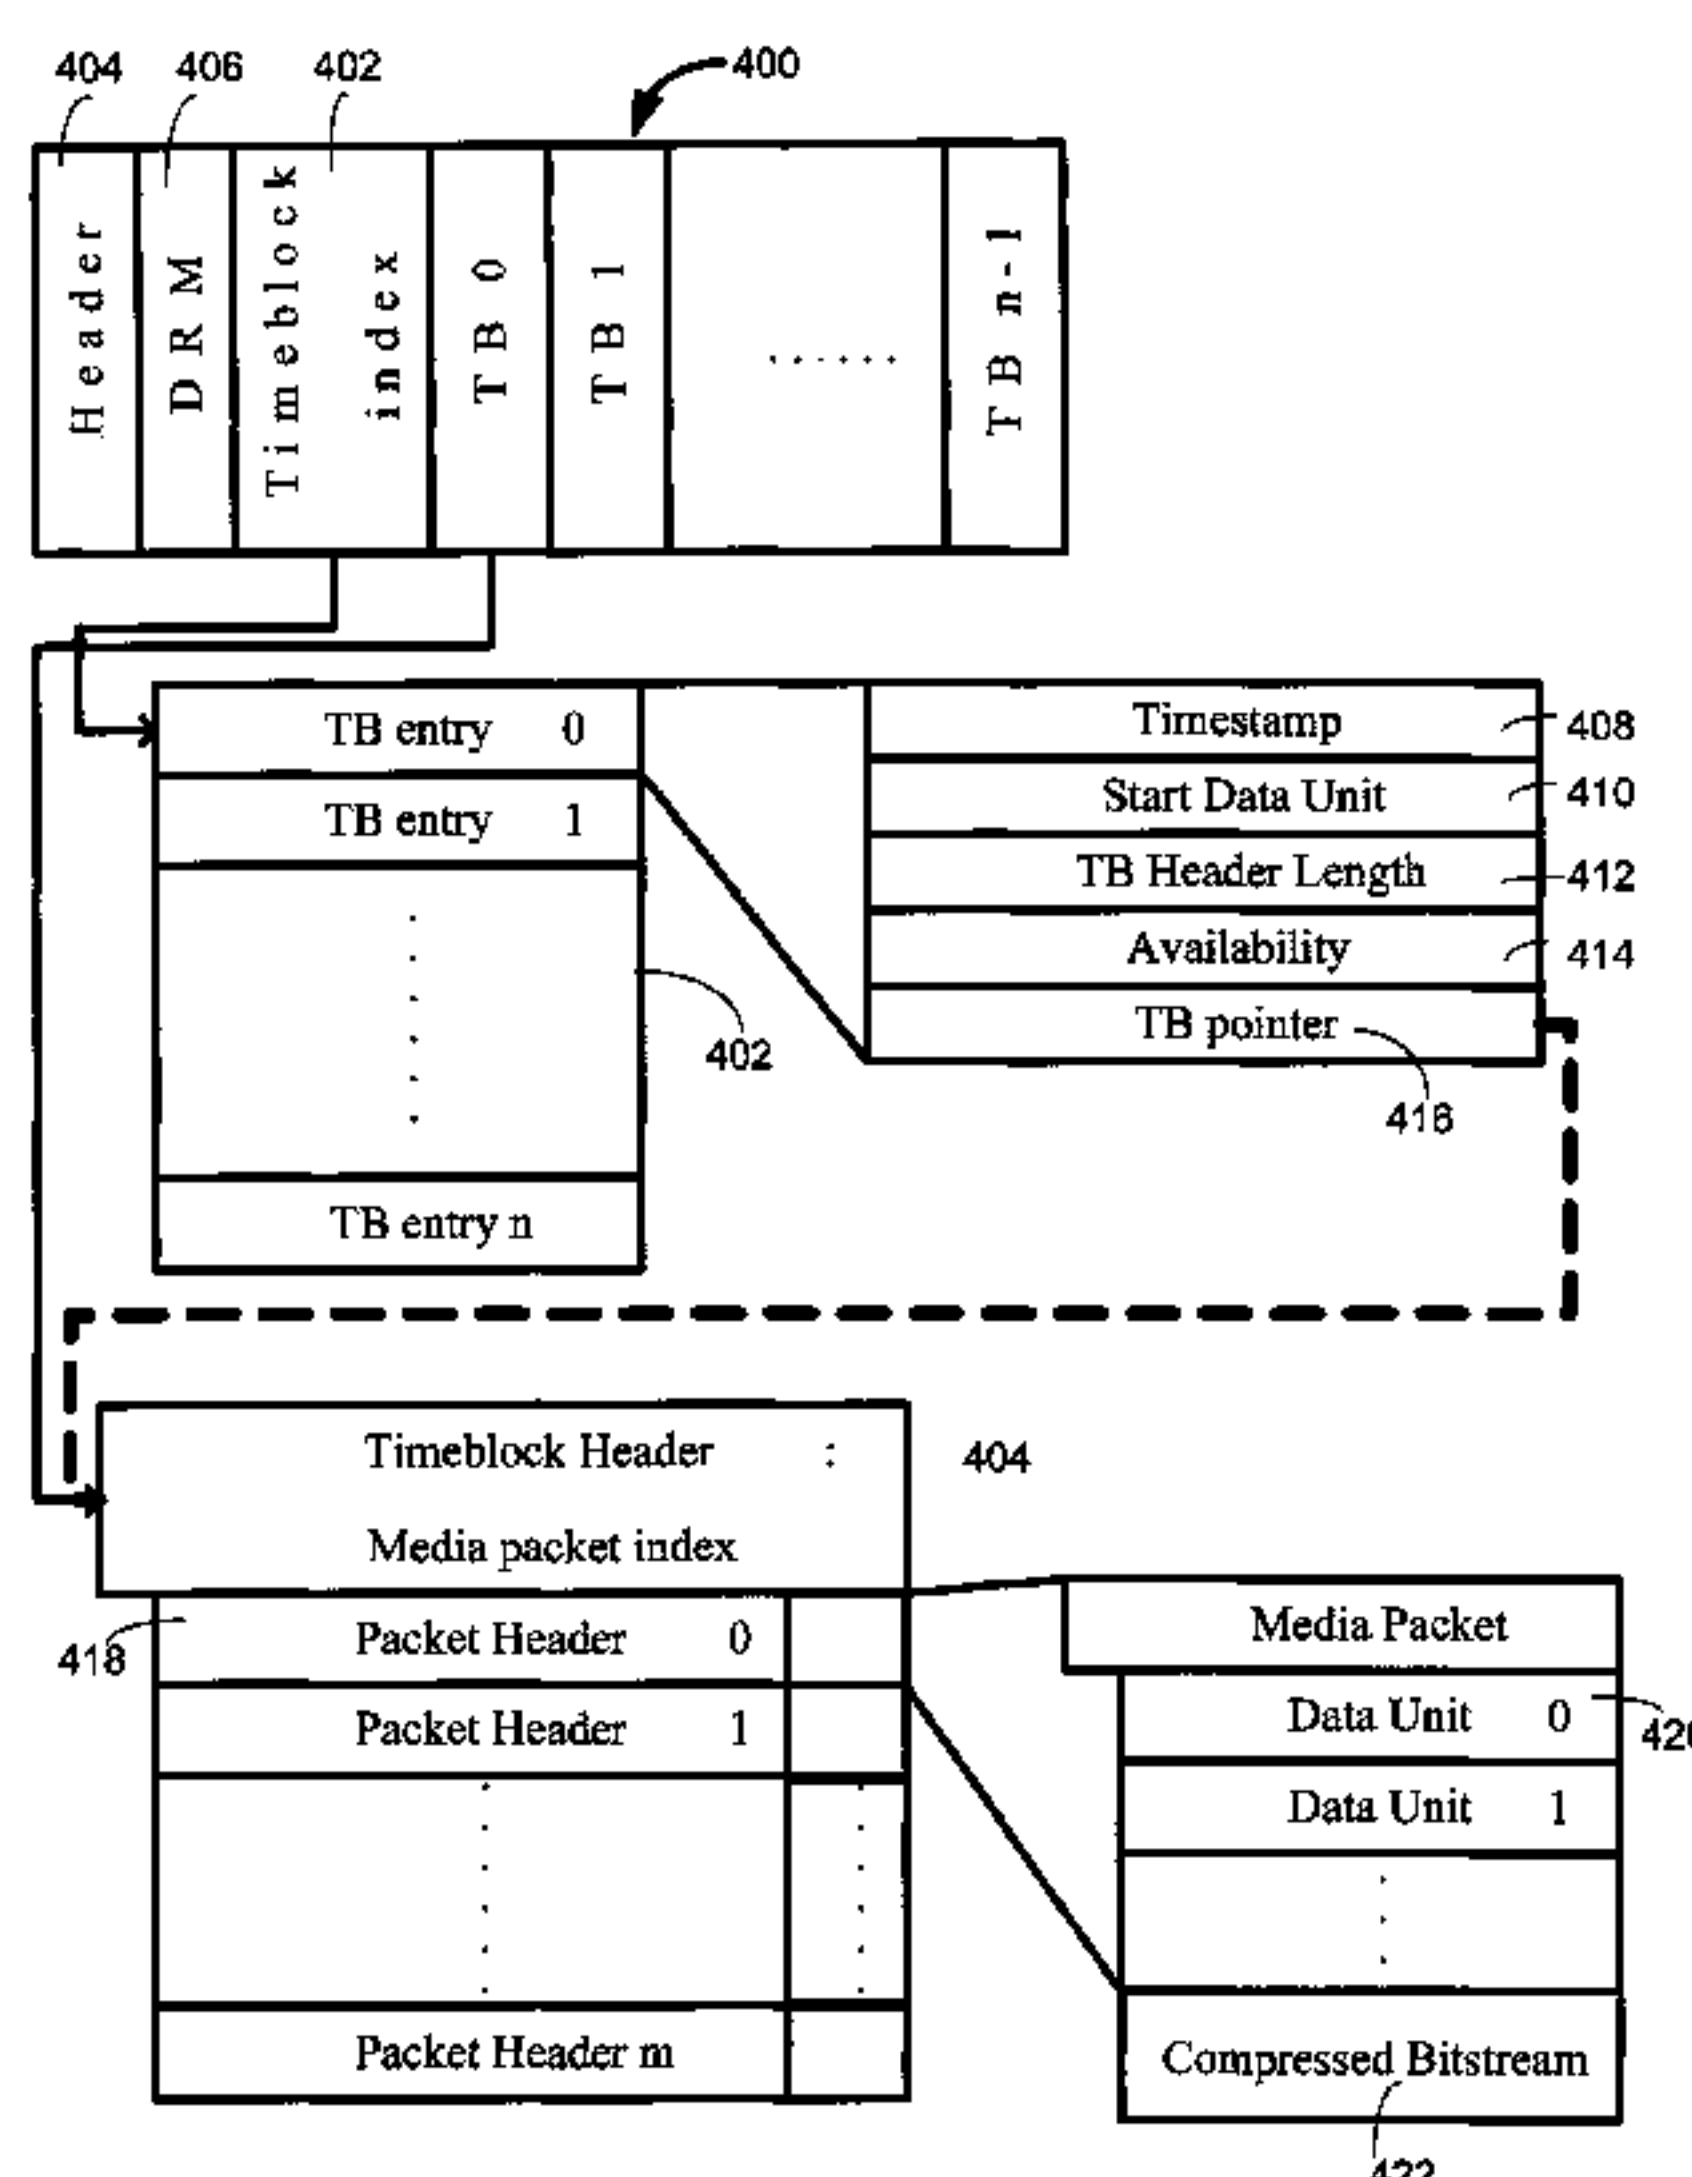 404 406 402 400
Header
DRM
Timeblock
index
TB 0
TB 1
......
TB n-1
TB entry 0
TB entry 1
TB entry n
402
Timestamp 408
Start Data Unit 410
TB Header Length 412
Availability 414
TB pointer
416
Timeblock Header : 404
Media packet index
418
Packet Header 0
Packet Header 1
Packet Header m
Media Packet
Data Unit 0
Data Unit 1
Compressed Bitstream